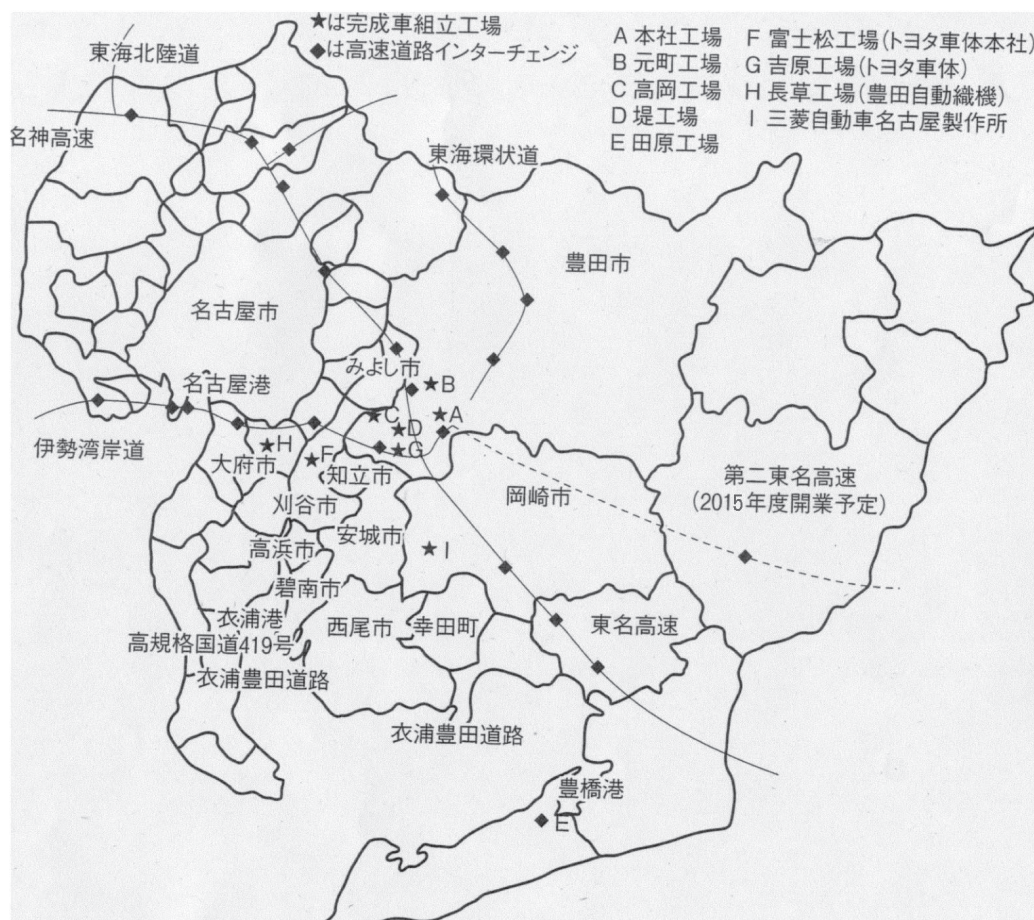 ★は完成車組立工場
◆は高速道路インターチェンジ
A 本社工場
B 元町工場
C 高岡工場
D 堤工場
E 田原工場
F 富士松工場(トヨタ車体本社)
G 吉原工場(トヨタ車体)
H 長草工場(豊田自動織機)
I 三菱自動車名古屋製作所
東海北陸道
名神高速
東海環状道
豊田市
名古屋市
みよし市
B
名古屋港
C
A
D
伊勢湾岸道
H
G
大府市
F
知立市
第二東名高速
(2015年度開業予定)
岡崎市
刈谷市
安城市
高浜市
I
碧南市
衣浦港
西尾市
幸田町
東名高速
高規格国道419号
衣浦豊田道路
衣浦豊田道路
豊橋港
E